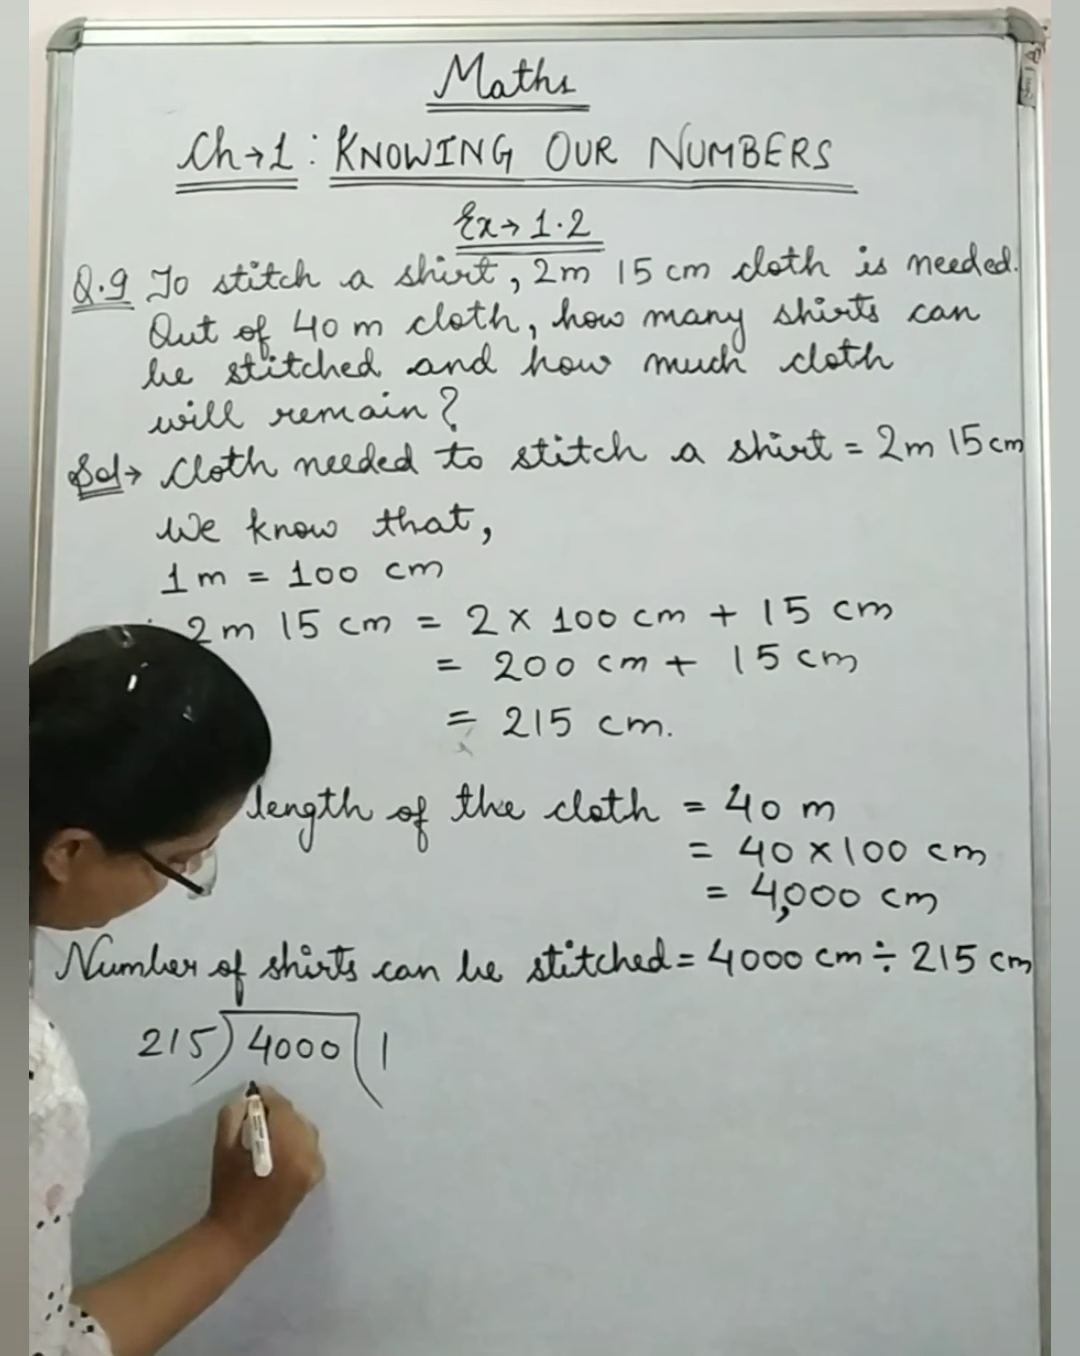 Maths
Ch→1 : KNOWING OUR NUMBERS
Ex→ 1.2
Q.9 To stitch a shirt, 2m 15 cm cloth is needed.
Out of 40 m cloth, how many shirts can
be stitched and how much cloth
will remain?
Sol→ Cloth needed to stitch a shirt = 2m 15 cm
We know that,
1 m = 100 cm
2 m 15 cm = 2 × 100 cm + 15 cm
= 200 cm + 15 cm
= 215 cm.
length of the cloth = 40 m
= 40 × 100 cm
= 4,000 cm
Number of shirts can be stitched = 4000 cm ÷ 215 cm
215 ) 4000 ( 1